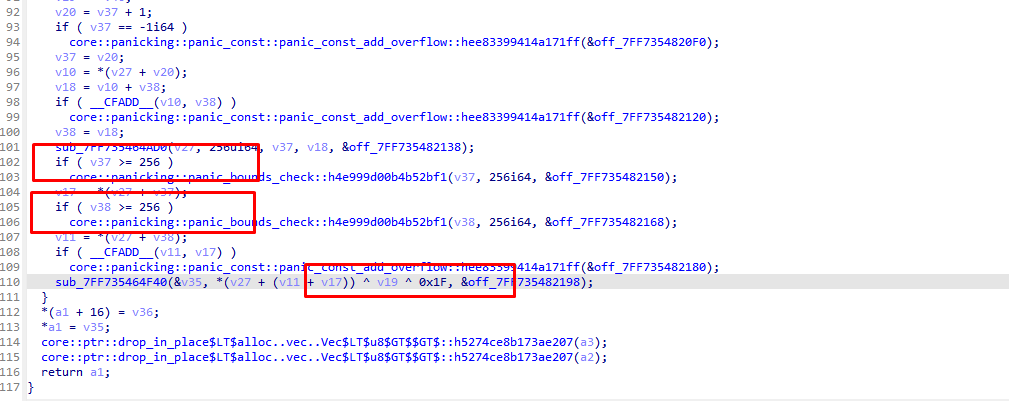 92 v20 = v37 + 1;
93 if ( v37 == -1i64 )
94 core::panicking::panic_const::panic_const_add_overflow::hee83399414a171ff(&off_7FF7354820F0);
95 v37 = v20;
96 v10 = *(v27 + v20);
97 v18 = v10 + v38;
98 if ( __CFADD__(v10, v38) )
99 core::panicking::panic_const::panic_const_add_overflow::hee83399414a171ff(&off_7FF735482120);
100 v38 = v18;
101 sub_7FF735464AD0(v27, 256ui64, v37, v18, &off_7FF735482138);
102 if ( v37 >= 256 )
103 core::panicking::panic_bounds_check::h4e999d00b4b52bf1(v37, 256i64, &off_7FF735482150);
104 v17 *(v27 + v37);
105 if ( v38 >= 256 )
106 core::panicking::panic_bounds_check::h4e999d00b4b52bf1(v38, 256i64, &off_7FF735482168);
107 v11 = *(v27 + v38);
108 if ( __CFADD__(v11, v17) )
109 core::panicking::panic_const::panic_const_add_overflow::hee83399414a171ff(&off_7FF735482180);
110 sub_7FF735464F40(&v35, *(v27 + (v11 + v17)) ^ v19 ^ 0x1F, &off_7FF735482198);
111 }
112 *(a1 + 16) = v36;
113 *a1 = v35;
114 core::ptr::drop_in_place$LT$alloc..vec..Vec$LT$u8$GT$$GT$::h5274ce8b173ae207(a3);
115 core::ptr::drop_in_place$LT$alloc..vec..Vec$LT$u8$GT$$GT$::h5274ce8b173ae207(a2);
116 return a1;
117 }